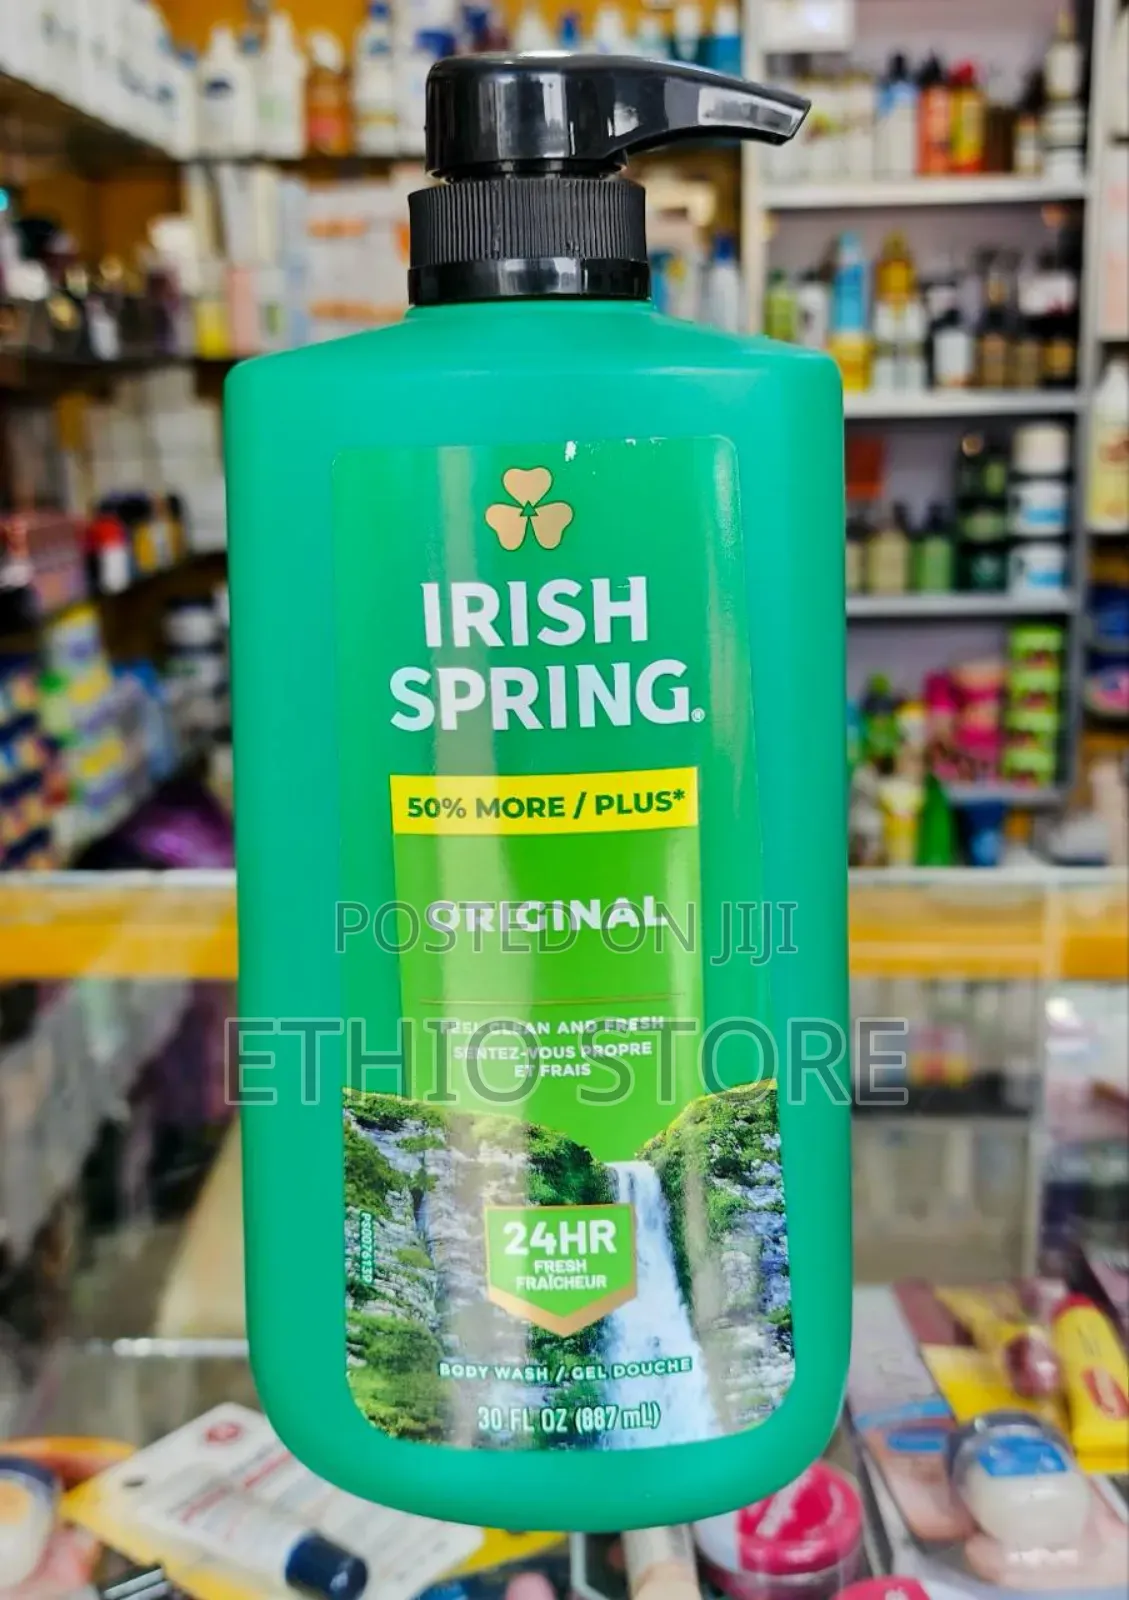 IRISH
SPRING®
50% MORE / PLUS*
ORIGINAL
POSTED ON JIJI
FEEL CLEAN AND FRESH
ETHIO STORE
SENTEZ-VOUS PROPRE
ET FRAIS
24HR
FRESH
FRAÎCHEUR
PS0076139
BODY WASH / GEL DOUCHE
30 FL OZ (887 mL)